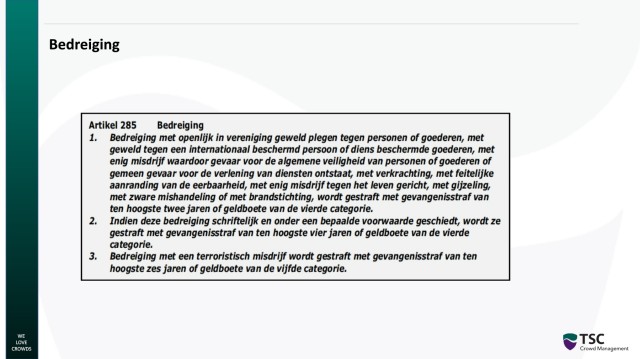 Bedreiging
Artikel 285 Bedreiging
1. Bedreiging met openlijk in vereniging geweld plegen tegen personen of goederen, met
geweld tegen een internationaal beschermd persoon of diens beschermde goederen, met
enig misdrijf waardoor gevaar voor de algemene veiligheid van personen of goederen of
gemeen gevaar voor de verlening van diensten ontstaat, met verkrachting, met feitelijke
aanranding van de eerbaarheid, met enig misdrijf tegen het leven gericht, met gijzeling,
met zware mishandeling of met brandstichting, wordt gestraft met gevangenisstraf van
ten hoogste twee jaren of geldboete van de vierde categorie.
2. Indien deze bedreiging schriftelijk en onder een bepaalde voorwaarde geschiedt, wordt ze
gestraft met gevangenisstraf van ten hoogste vier jaren of geldboete van de vierde
categorie.
3. Bedreiging met een terroristisch misdrijf wordt gestraft met gevangenisstraf van ten
hoogste zes jaren of geldboete van de vijfde categorie.
WE
LOVE
CROWDS
TSC
Crowd Management